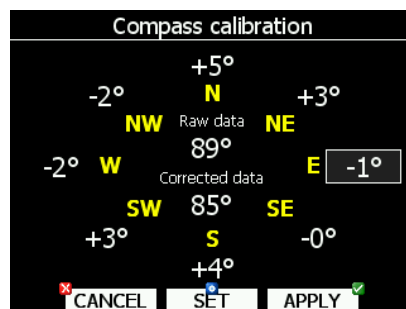 Compass calibration
+5°
-2° N +3°
NW Raw data NE
89°
-2° W E -1°
Corrected data
SW 85° SE
+3° S -0°
+4°
CANCEL SET APPLY